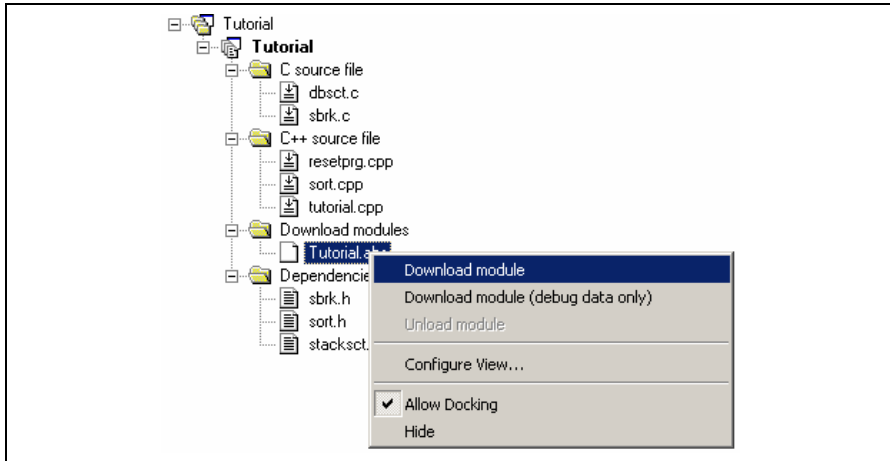 Tutorial
Tutorial
C source file
dbsct.c
sbrk.c
C++ source file
resetprg.cpp
sort.cpp
tutorial.cpp
Download modules
Download module
Dependencie
Download module (debug data only)
sbrk.h
sort.h
Unload module
stacksct.
Configure View...
Allow Docking
Hide